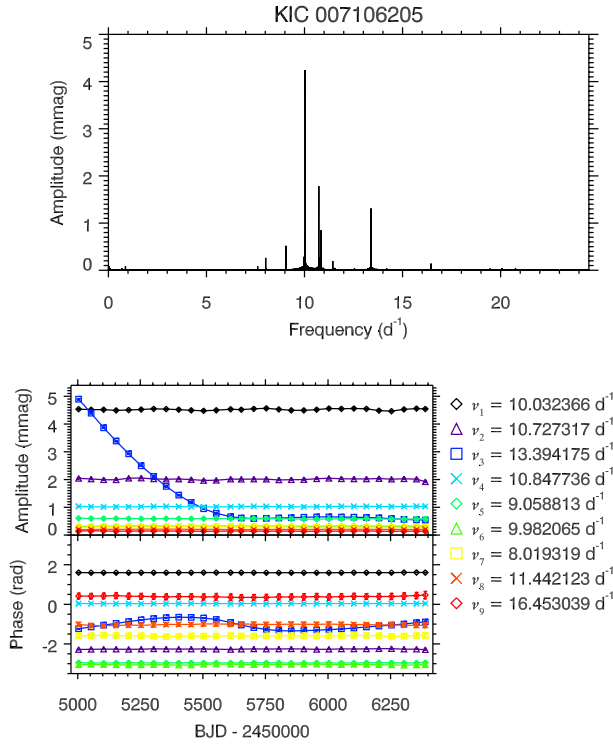 KIC 007106205
5
4
3
2
1
0
Amplitude (mmag)
0 5 10 15 20
Frequency (d⁻¹)
5
4
3
2
1
0
Amplitude (mmag)
2
0
-2
Phase (rad)
5000 5250 5500 5750 6000 6250
BJD - 2450000
ν₁ = 10.032366 d⁻¹
ν₂ = 10.727317 d⁻¹
ν₃ = 13.394175 d⁻¹
ν₄ = 10.847736 d⁻¹
ν₅ = 9.058813 d⁻¹
ν₆ = 9.982065 d⁻¹
ν₇ = 8.019319 d⁻¹
ν₈ = 11.442123 d⁻¹
ν₉ = 16.453039 d⁻¹